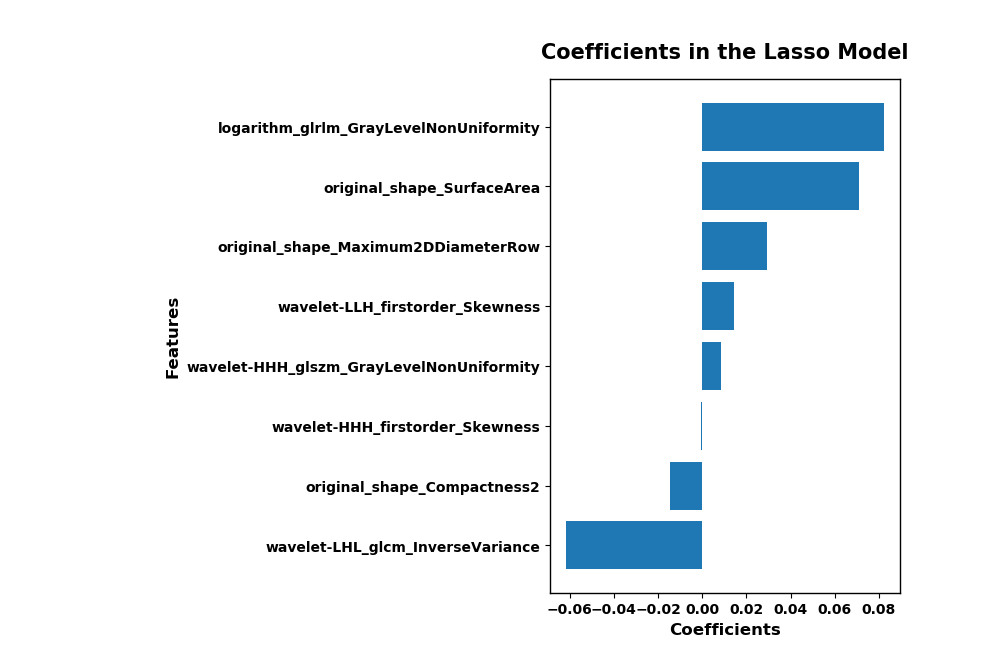 Coefficients in the Lasso Model
logarithm_glrlm_GrayLevelNonUniformity
original_shape_SurfaceArea
original_shape_Maximum2DDiameterRow
wavelet-LLH_firstorder_Skewness
Features
wavelet-HHH_glszm_GrayLevelNonUniformity
wavelet-HHH_firstorder_Skewness
original_shape_Compactness2
wavelet-LHL_glcm_InverseVariance
−0.06 −0.04 −0.02 0.00 0.02 0.04 0.06 0.08
Coefficients